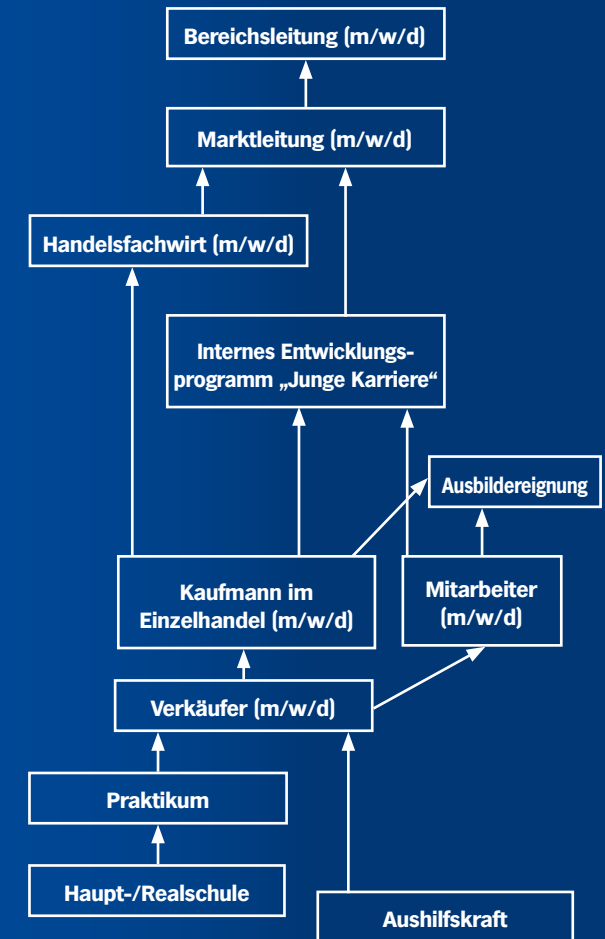 Bereichsleitung (m/w/d)
Marktleitung (m/w/d)
Handelsfachwirt (m/w/d)
Internes Entwicklungs-
programm „Junge Karriere“
Ausbildereignung
Kaufmann im
Einzelhandel (m/w/d)
Mitarbeiter
(m/w/d)
Verkäufer (m/w/d)
Praktikum
Haupt-/Realschule
Aushilfskraft